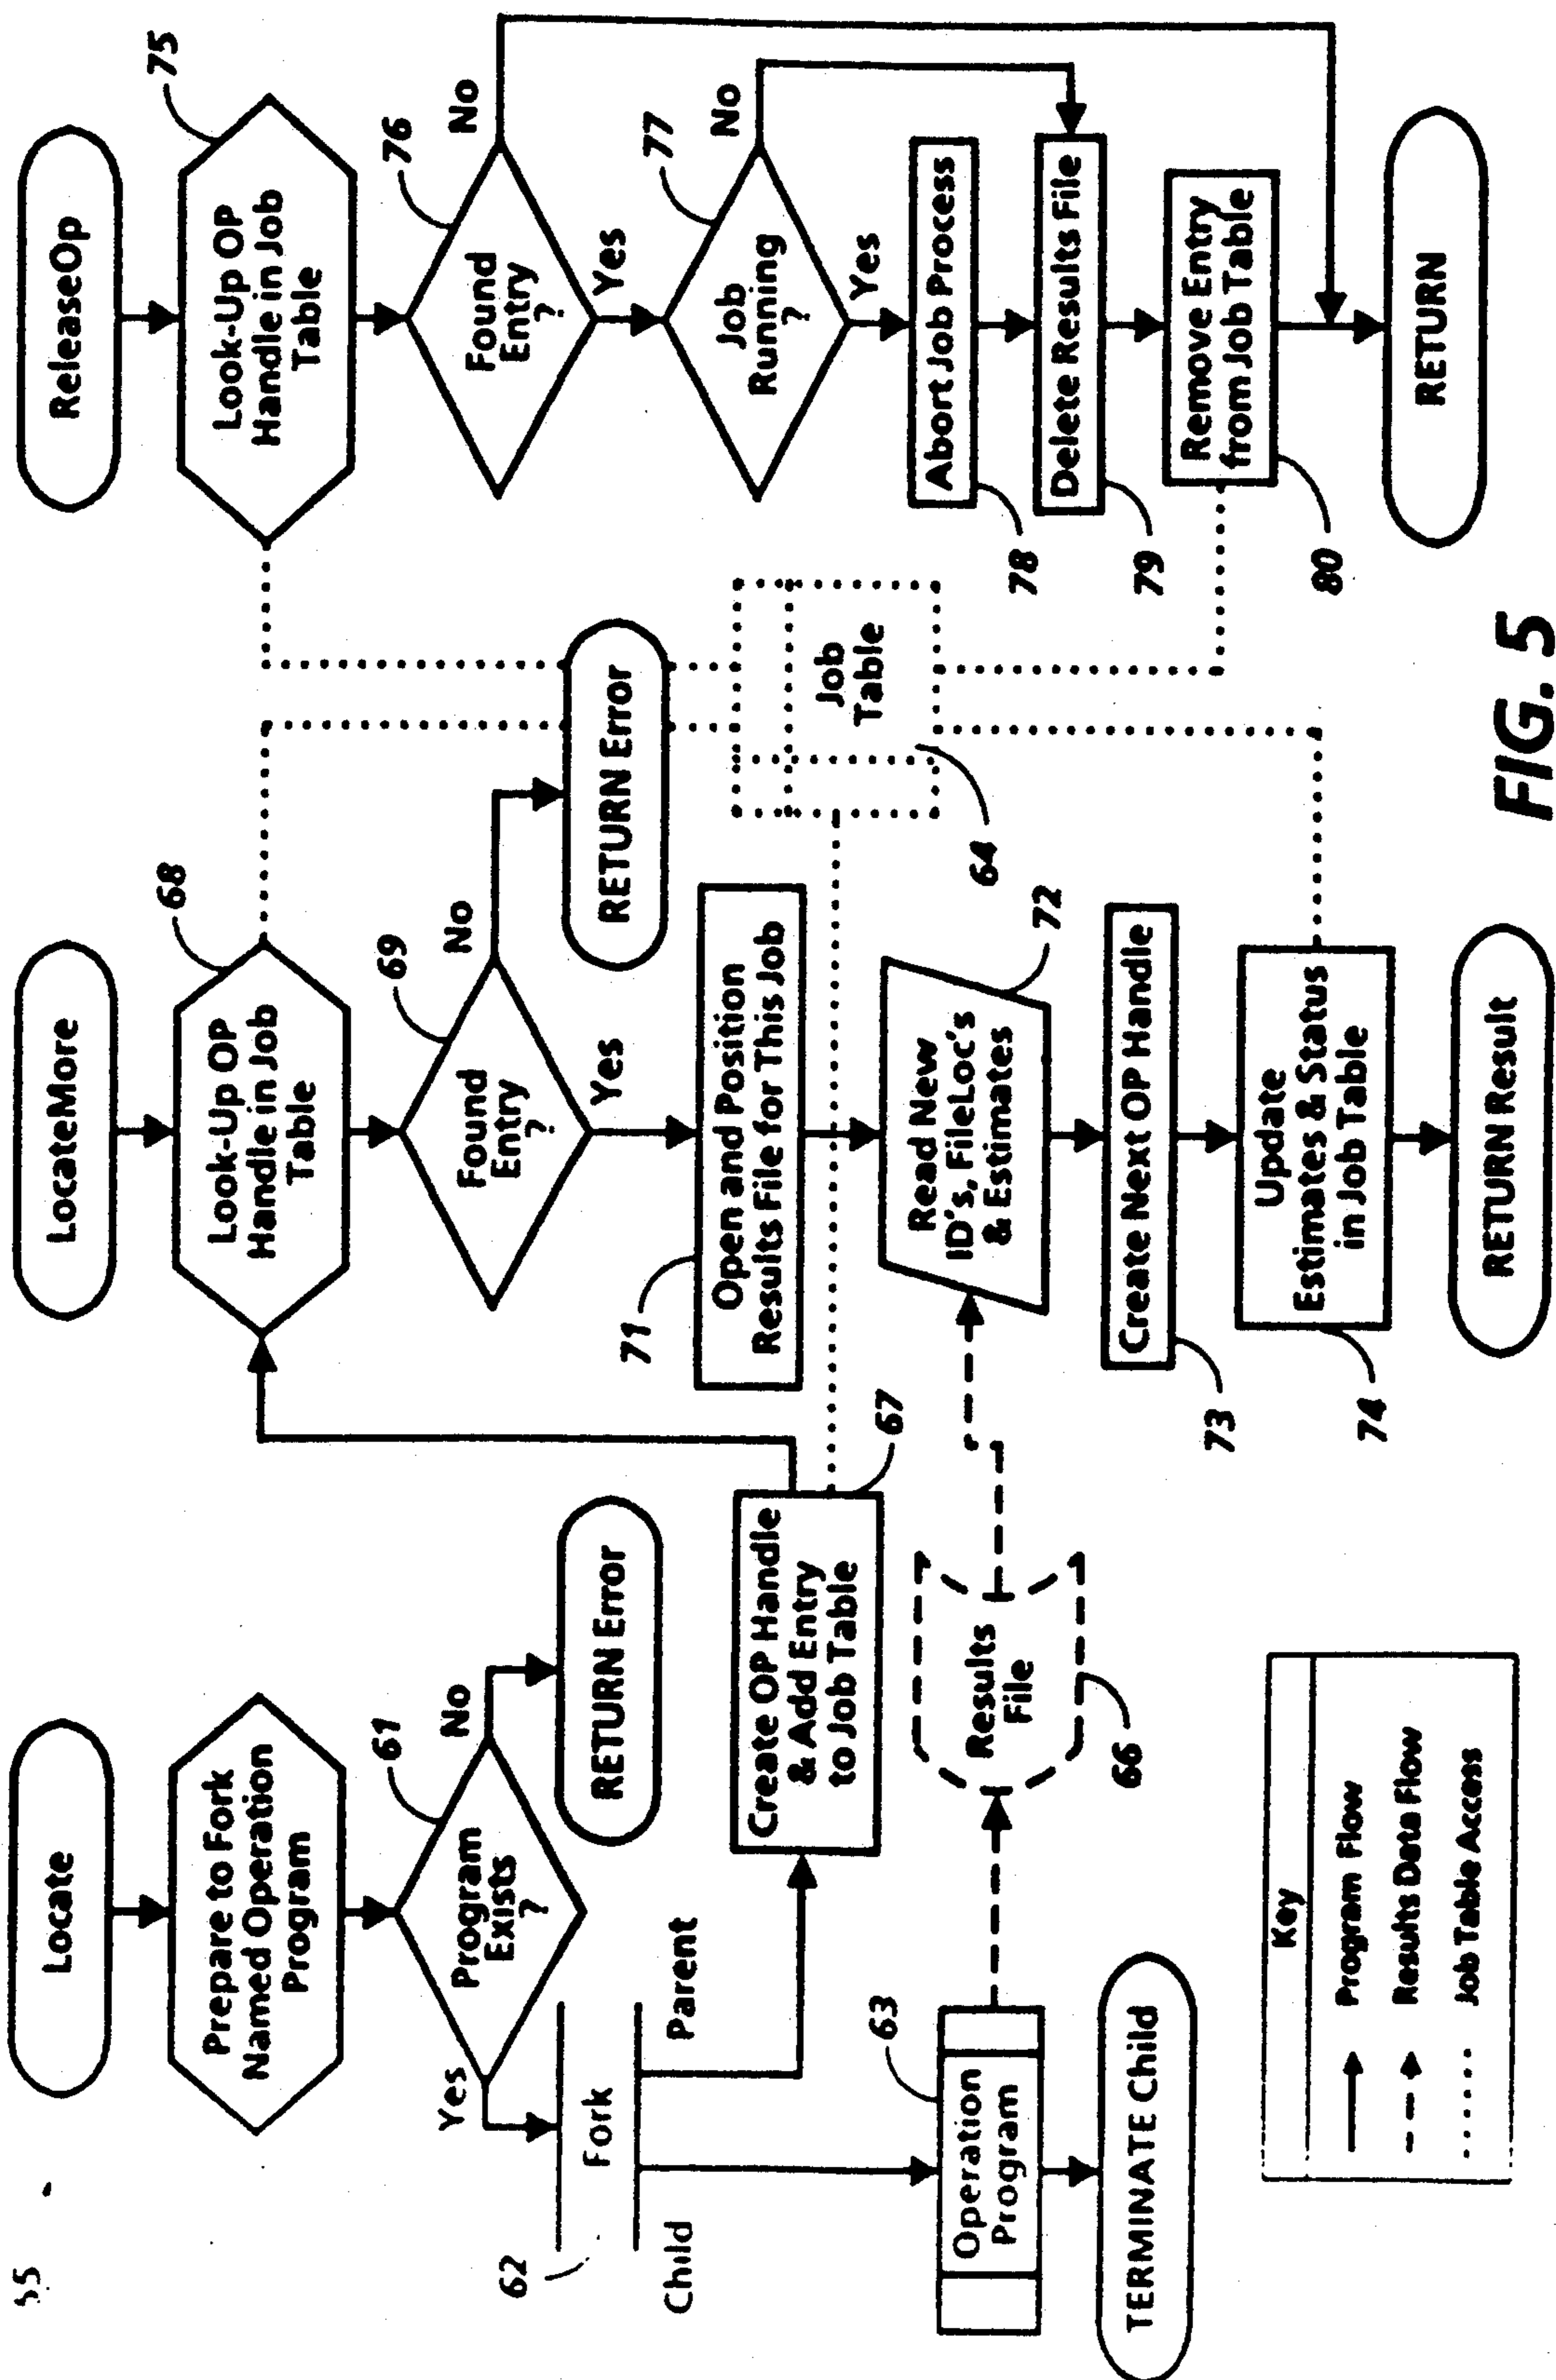 55
Locate
Prepare to Fork
Named Operation
Program
61
Program
Exists
?
Yes
No
RETURN Error
62
Fork
Child
Parent
63
Operation
Program
TERMINATE Child
Create OP Handle
& Add Entry
to Job Table
67
Results
File
66
Key
Program Flow
Results Data Flow
Job Table Access
LocateMore
68
Look-Up OP
Handle in Job
Table
69
Found
Entry
?
No
Yes
RETURN Error
71
Open and Position
Results File for This Job
Read New
ID's, FileLoc's
& Estimates
72
Create Next OP Handle
73
Update
Estimates & Status
in Job Table
74
RETURN Result
Job
Table
64
ReleaseOp
75
Look-Up OP
Handle in Job
Table
76
Found
Entry
?
No
Yes
77
Job
Running
?
No
Yes
Abort Job Process
78
Delete Results File
79
Remove Entry
from Job Table
80
RETURN
FIG. 5